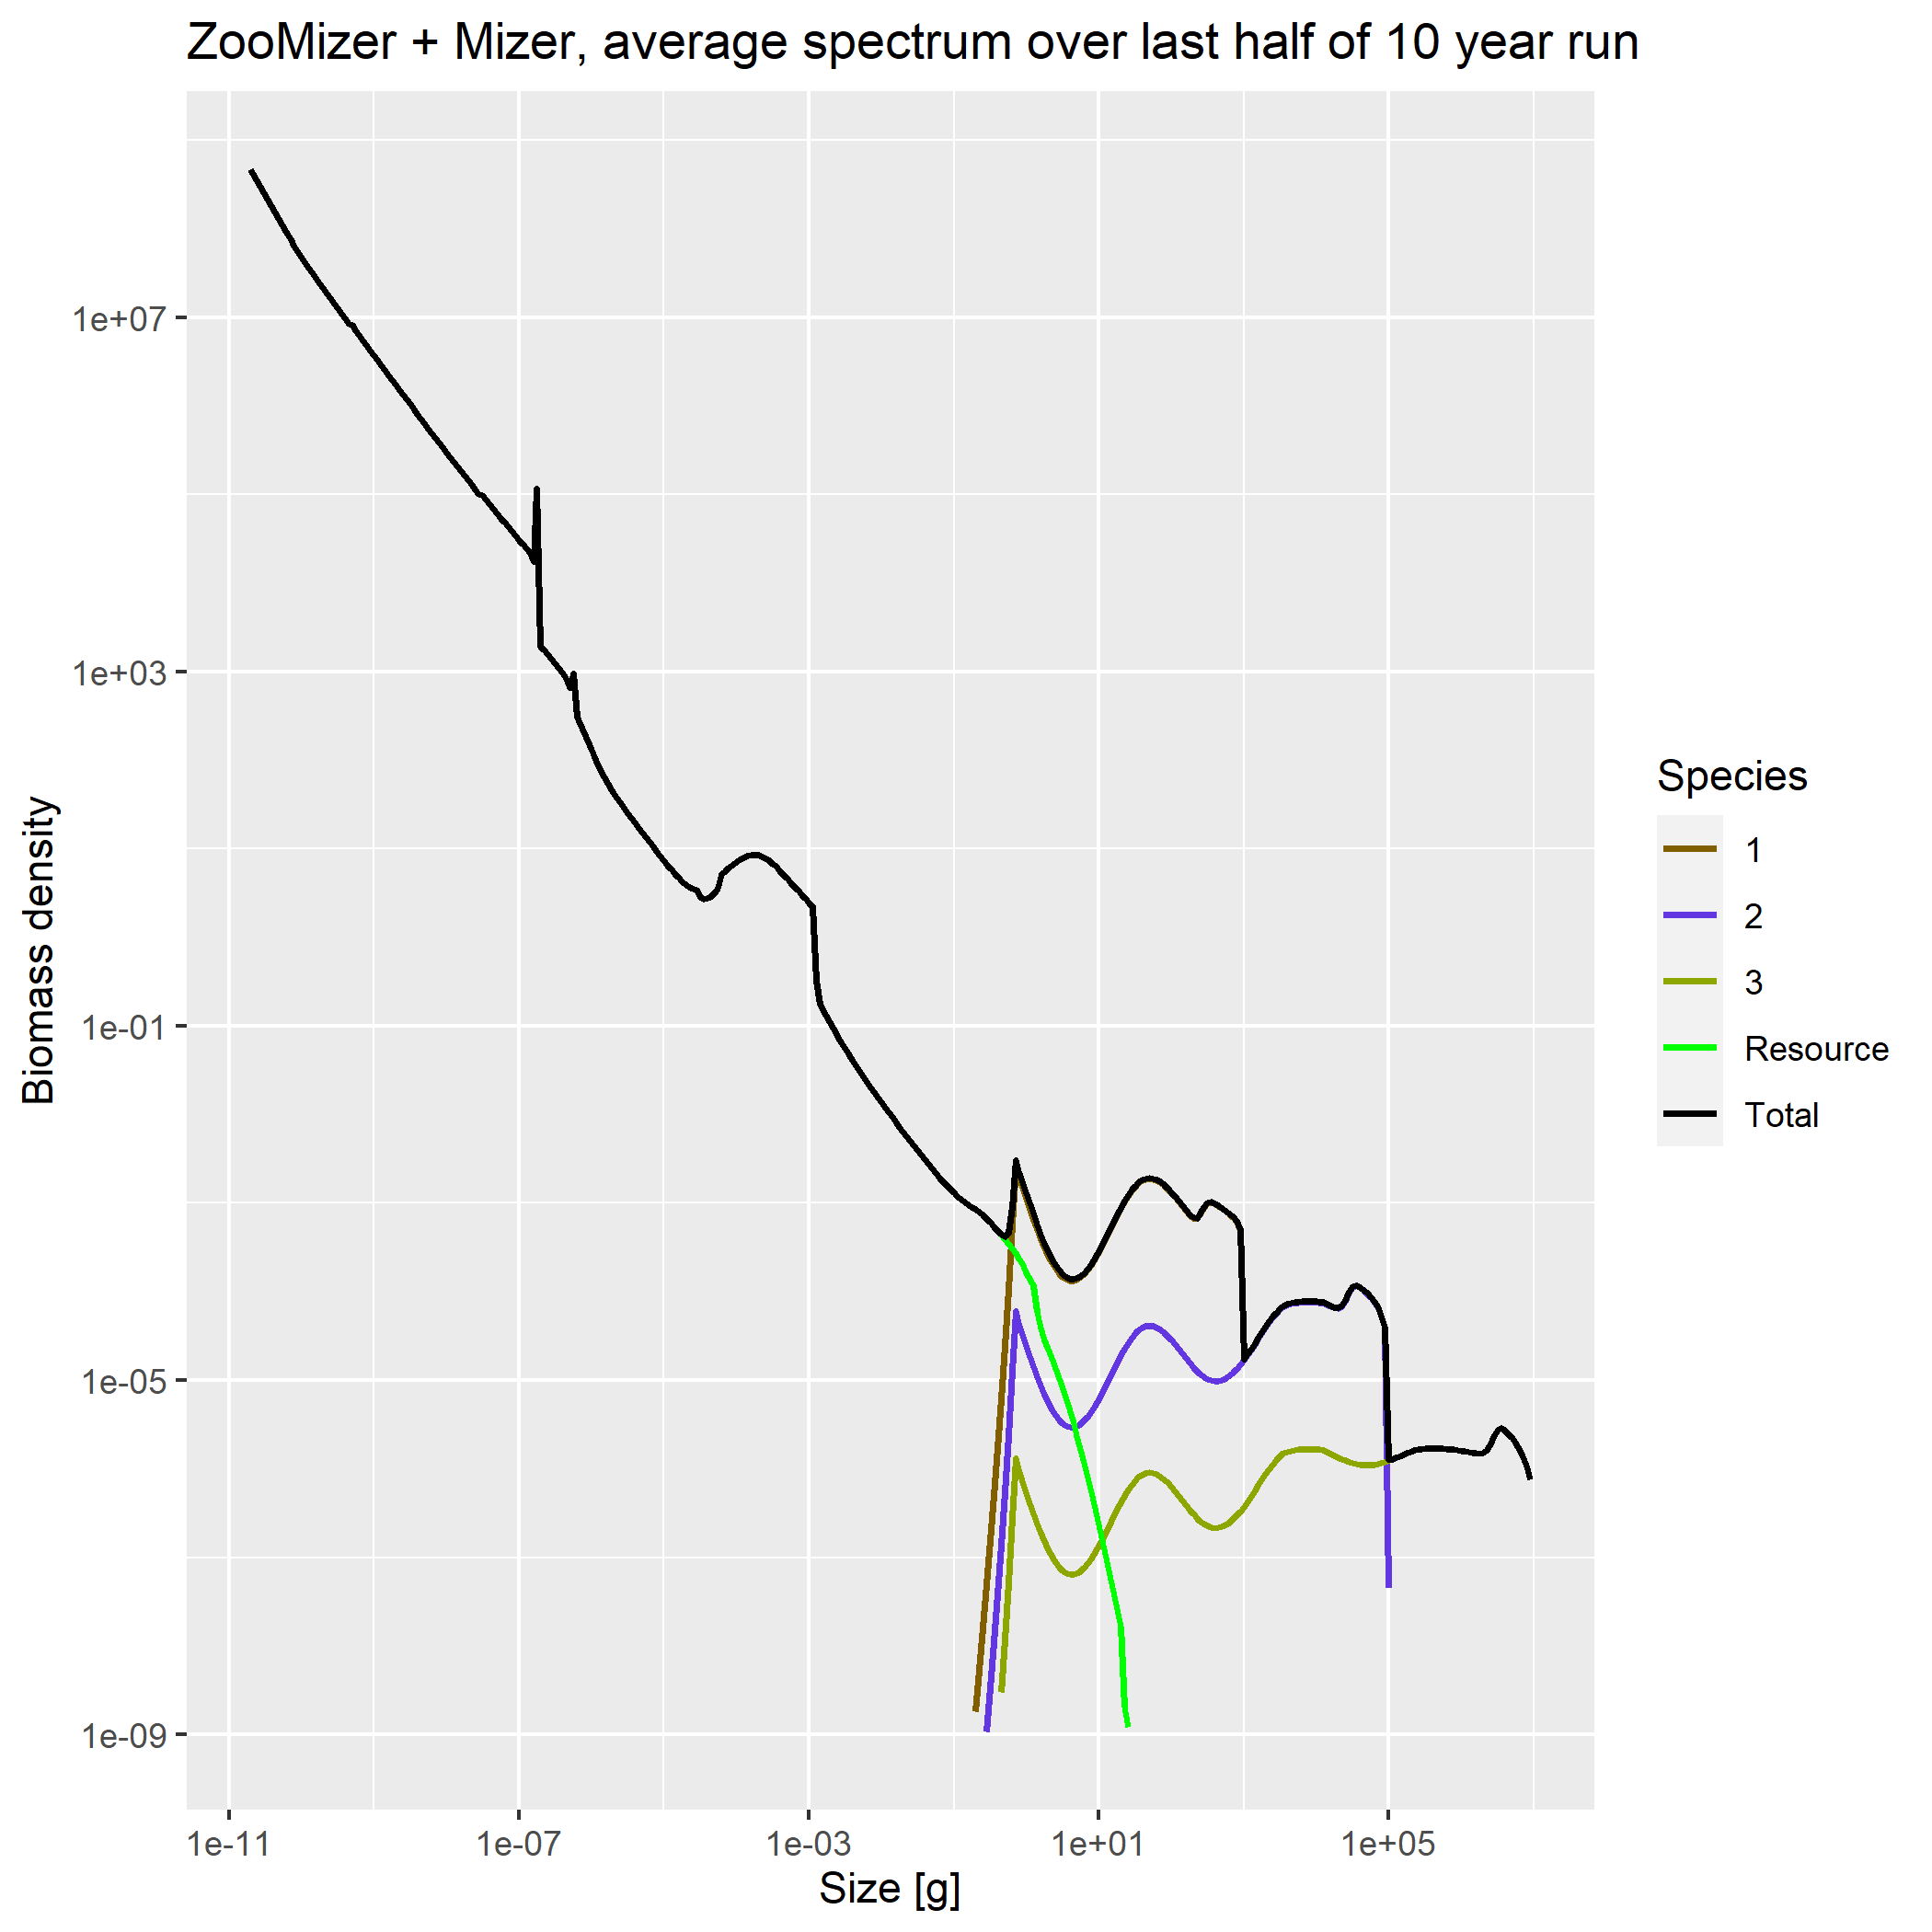 ZooMizer + Mizer, average spectrum over last half of 10 year run
Biomass density
1e+07
1e+03
1e-01
1e-05
1e-09
1e-11
1e-07
1e-03
1e+01
1e+05
Size [g]
Species
1
2
3
Resource
Total